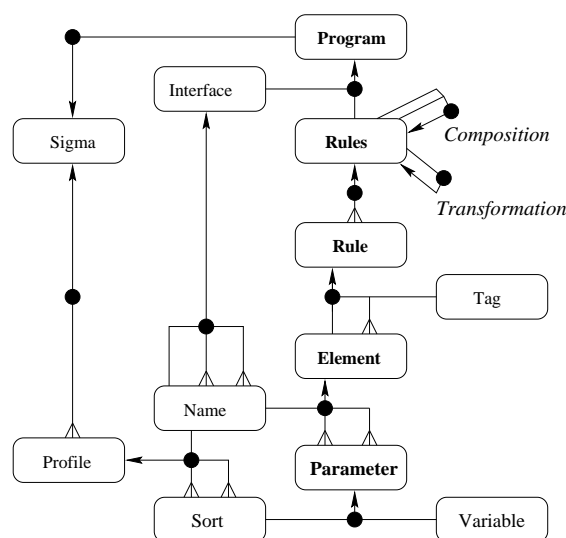 Program
Interface
Sigma
Rules
Composition
Transformation
Rule
Tag
Element
Name
Profile
Parameter
Sort
Variable